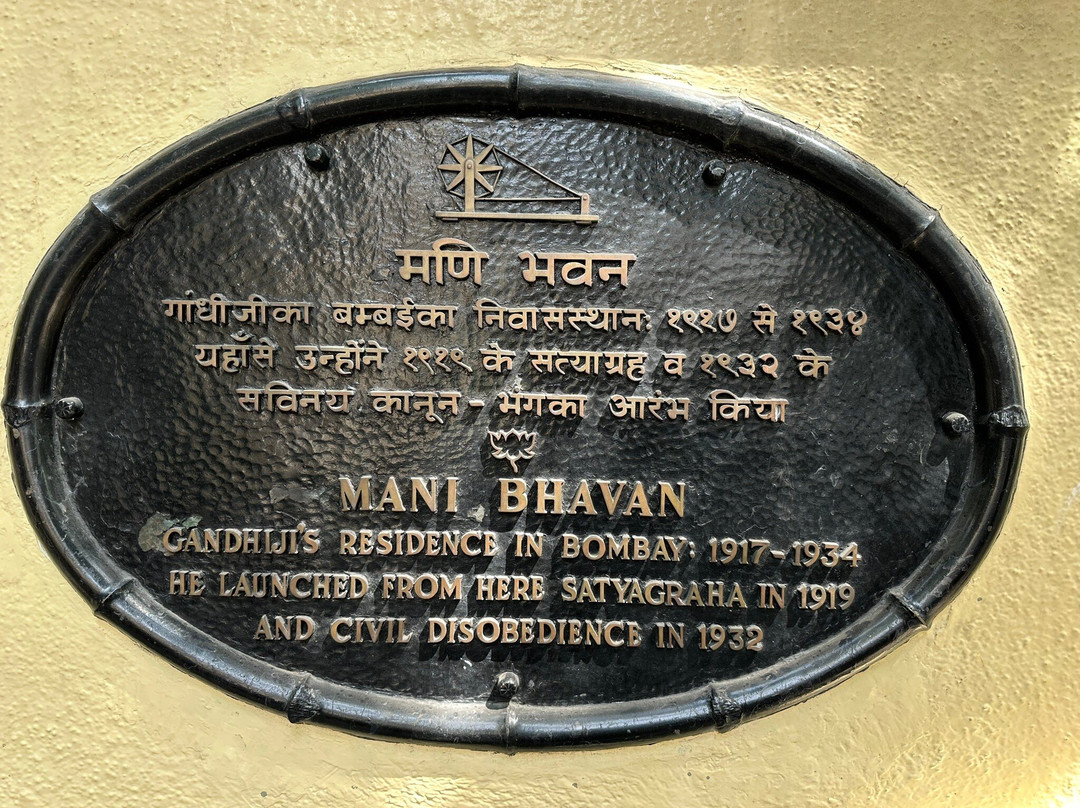 मणि भवन
गांधीजीका बम्बईका निवासस्थान: १९१७ से १९३४
यहाँसे उन्होंने १९१९ के सत्याग्रह व १९३२ के
सविनय कानून - भंगका आरंभ किया
MANI BHAVAN
GANDHIJI'S RESIDENCE IN BOMBAY: 1917-1934
HE LAUNCHED FROM HERE SATYAGRAHA IN 1919
AND CIVIL DISOBEDIENCE IN 1932